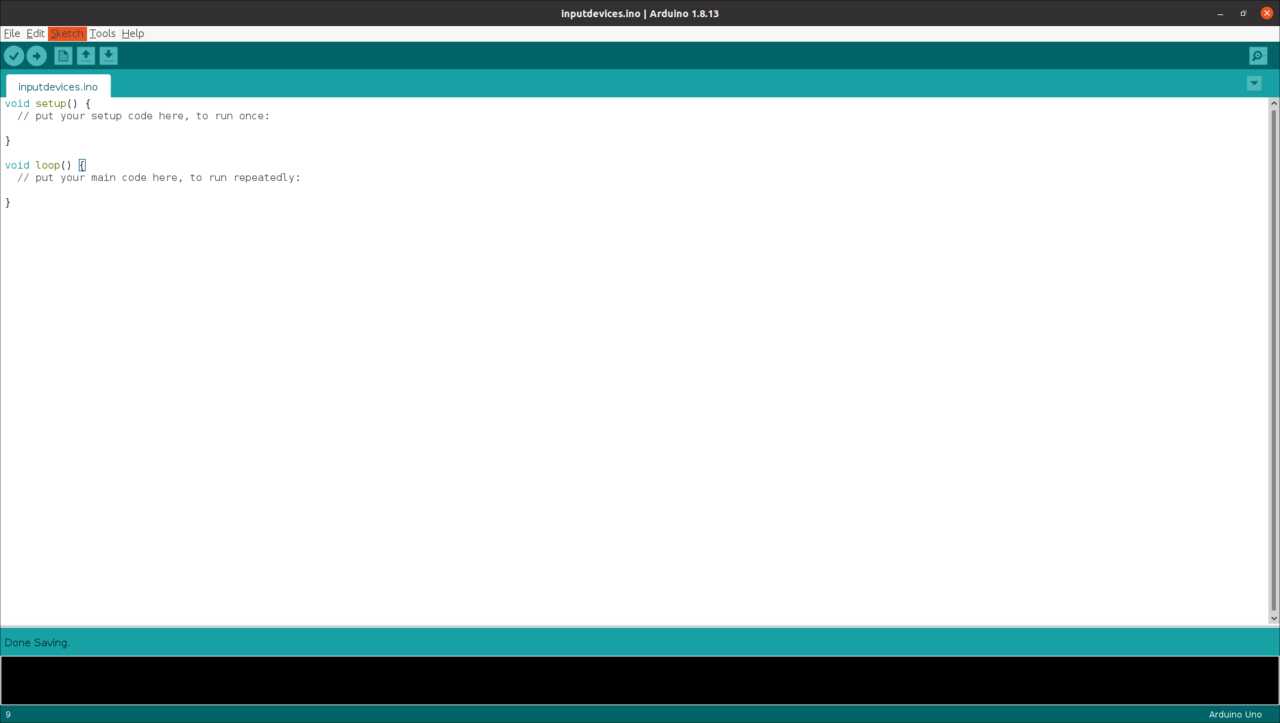 inputdevices.ino | Arduino 1.8.13
File Edit Sketch Tools Help
inputdevices.ino
void setup() {
  // put your setup code here, to run once:
}
void loop() {
  // put your main code here, to run repeatedly:
}
Done Saving.
9 Arduino Uno